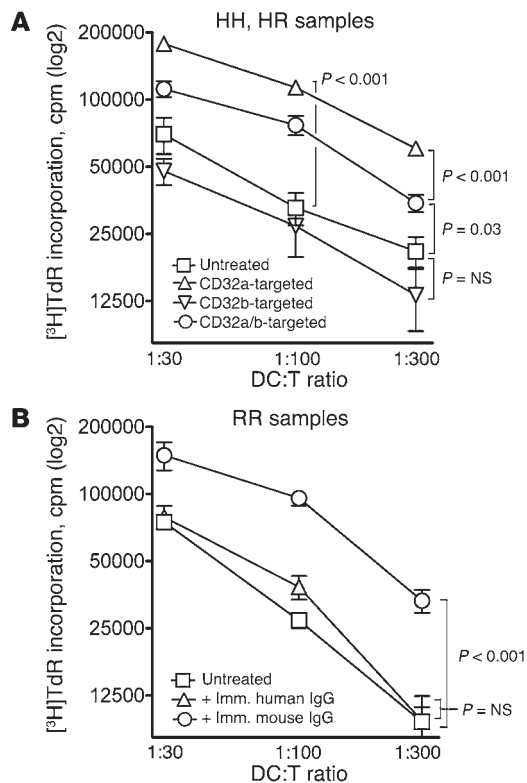 A
HH, HR samples
[³H]TdR incorporation, cpm (log2)
200000
100000
50000
25000
12500
P < 0.001
P < 0.001
P = 0.03
P = NS
Untreated
CD32a-targeted
CD32b-targeted
CD32a/b-targeted
1:30 1:100 1:300
DC:T ratio
B
RR samples
[³H]TdR incorporation, cpm (log2)
200000
100000
50000
25000
12500
P < 0.001
P = NS
Untreated
+ Imm. human IgG
+ Imm. mouse IgG
1:30 1:100 1:300
DC:T ratio